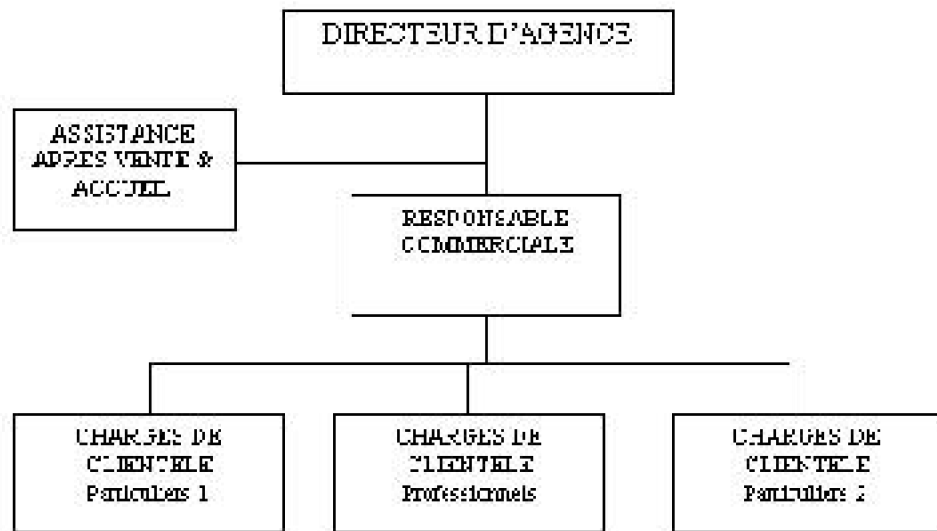 DIRECTEUR D'AGENCE
ASSISTANCE
APRES VENTE &
ACCUEIL
RESPONSABLE
COMMERCIALE
CHARGES DE
CLIENTELE
Particuliers 1
CHARGES DE
CLIENTELE
Professionnels
CHARGES DE
CLIENTELE
Particuliers 2